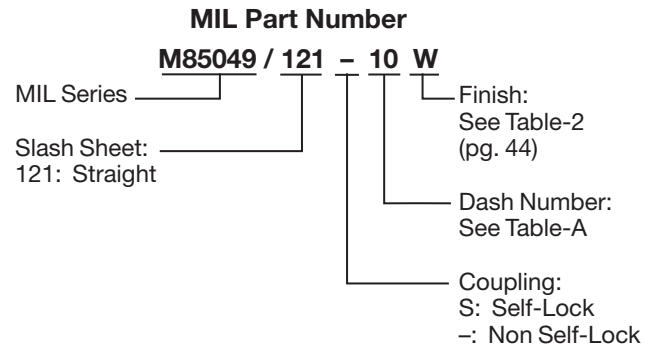 MIL Part Number
M85049 / 121 – 10 W
MIL Series
Slash Sheet:
121: Straight
Finish:
See Table-2
(pg. 44)
Dash Number:
See Table-A
Coupling:
S: Self-Lock
–: Non Self-Lock